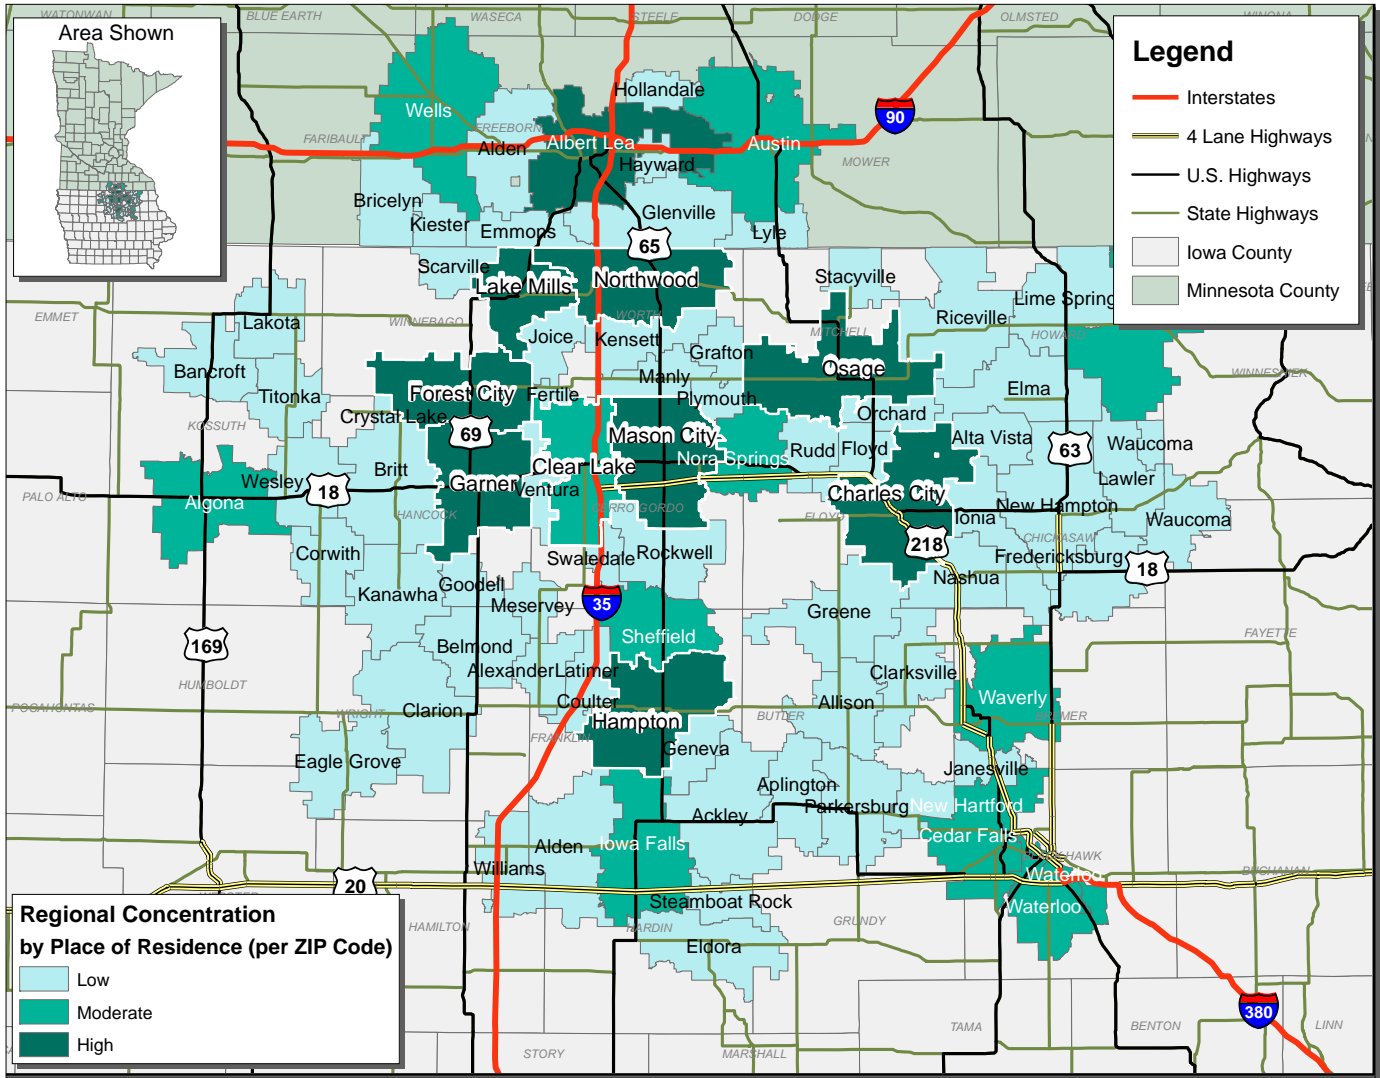 WATONWAN
BLUE EARTH
WASECA
STEELE
DODGE
OLMSTED
WINONA
Area Shown
Legend
Interstates
4 Lane Highways
U.S. Highways
State Highways
Iowa County
Minnesota County
Hollandale
Wells
90
FREEBORN
FARIBAULT
Alden
Albert Lea
Austin
MOWER
Hayward
Bricelyn
Kiester
Emmons
Glenville
Lyle
65
Scarville
Lake Mills
Northwood
Stacyville
Lime Spring
EMMET
Lakota
WINNEBAGO
WORTH
MITCHELL
Riceville
HOWARD
Joice
Kensett
Grafton
Bancroft
Osage
WINNESHIEK
Manly
Titonka
Forest City
Fertile
Plymouth
Elma
Crystal Lake
Orchard
KOSSUTH
69
Mason City
Alta Vista
63
Waucoma
Rudd
Floyd
Nora Springs
Clear Lake
Britt
Wesley
Lawler
PALO ALTO
Algona
18
Garner
Ventura
Charles City
New Hampton
HANCOCK
CERRO GORDO
FLOYD
Ionia
Waucoma
CHICKASAW
Corwith
Swaledale
Rockwell
218
Fredericksburg
18
Nashua
Goodell
Kanawha
Meservey
35
Greene
169
Belmond
Sheffield
FAYETTE
Alexander
Latimer
Clarksville
HUMBOLDT
Waverly
Coulter
Allison
POCAHONTAS
WRIGHT
Clarion
BUTLER
BREMER
Hampton
FRANKLIN
Geneva
Eagle Grove
Janesville
Aplington
Parkersburg
New Hartford
Ackley
Alden
Iowa Falls
Cedar Falls
Williams
BUCHANAN
20
Waterloo
Steamboat Rock
Waterloo
Regional Concentration
by Place of Residence (per ZIP Code)
Low
Moderate
High
HAMILTON
HARDIN
GRUNDY
Eldora
380
STORY
MARSHALL
TAMA
BENTON
LINN